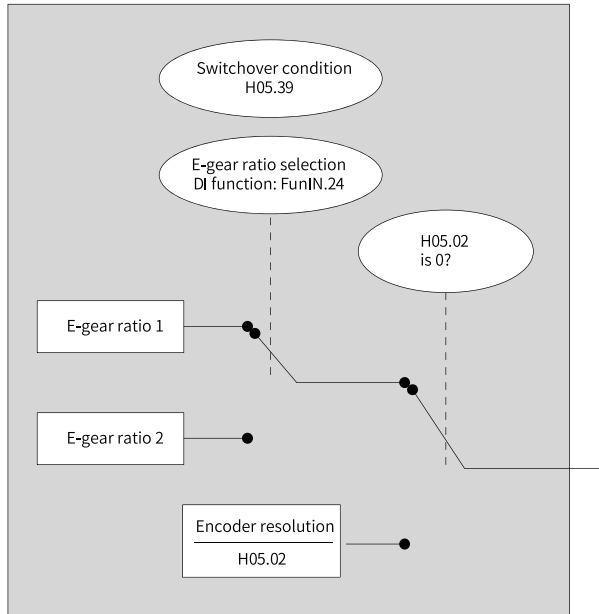 Switchover condition
H05.39
E-gear ratio selection
DI function: FunIN.24
H05.02
is 0?
E-gear ratio 1
E-gear ratio 2
Encoder resolution
H05.02